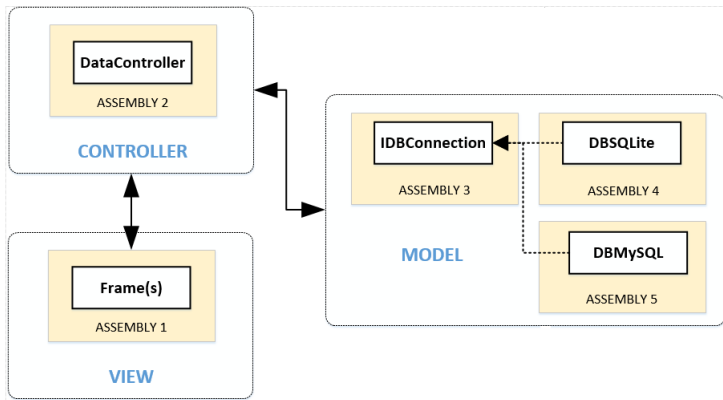 DataController
ASSEMBLY 2
CONTROLLER
Frame(s)
ASSEMBLY 1
VIEW
IDBConnection
ASSEMBLY 3
DBSQLite
ASSEMBLY 4
DBMySQL
ASSEMBLY 5
MODEL